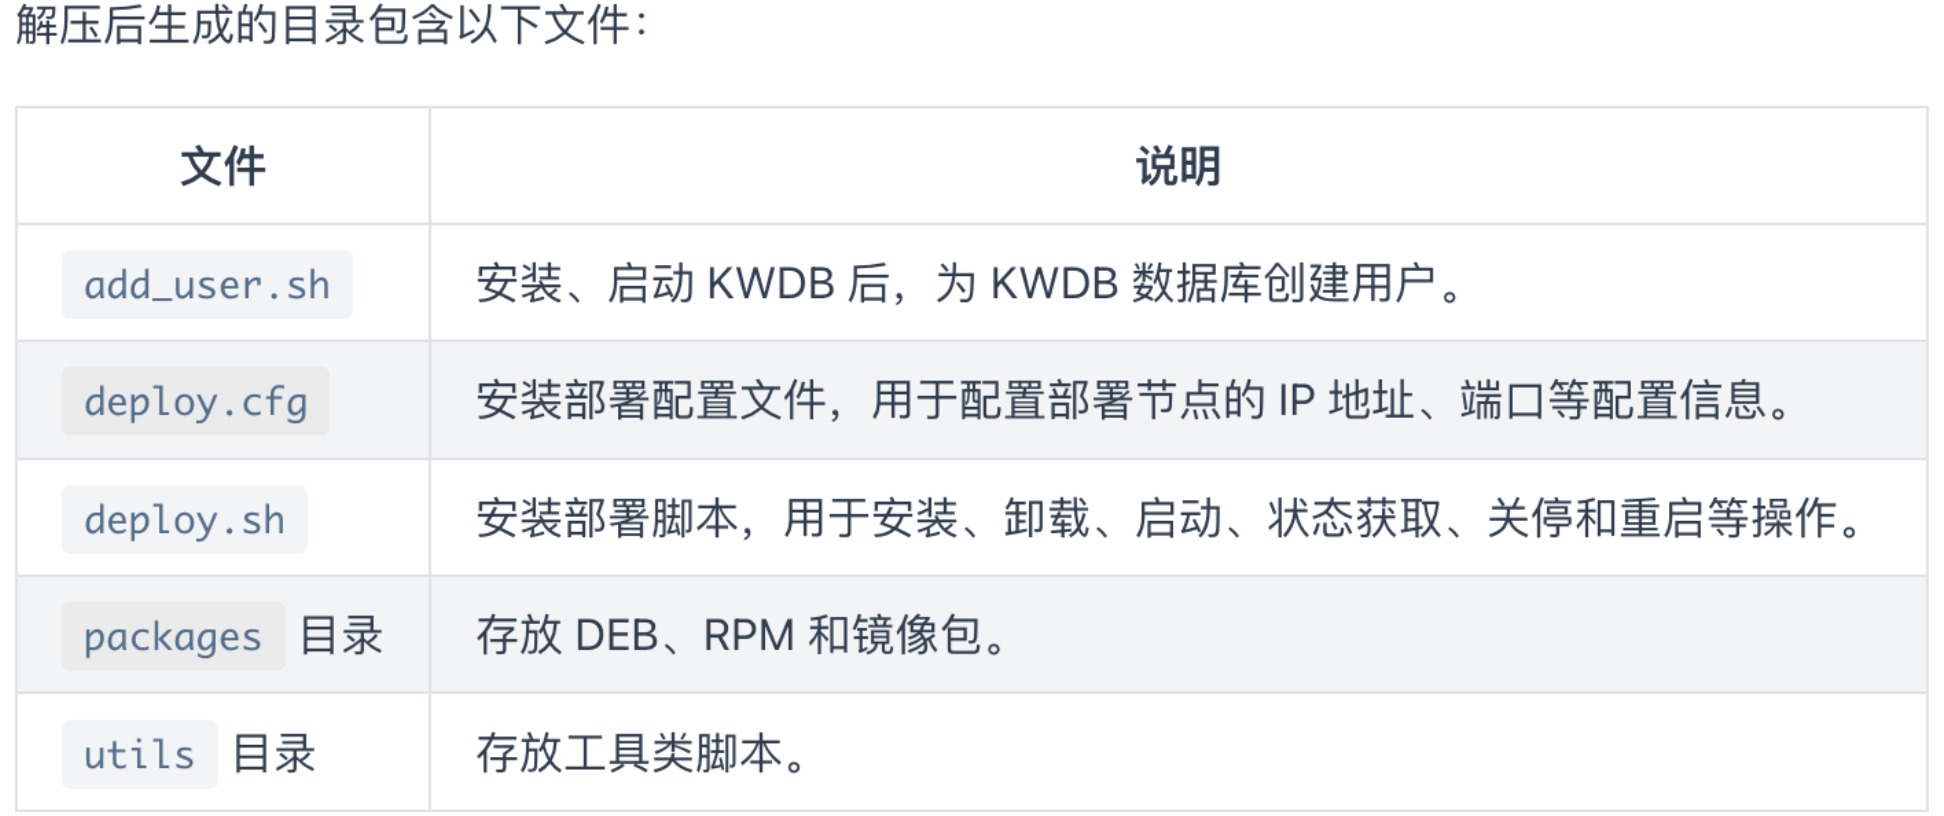 解压后生成的目录包含以下文件：
文件 说明
add_user.sh 安装、启动 KWDB 后，为 KWDB 数据库创建用户。
deploy.cfg 安装部署配置文件，用于配置部署节点的 IP 地址、端口等配置信息。
deploy.sh 安装部署脚本，用于安装、卸载、启动、状态获取、关停和重启等操作。
packages 目录 存放 DEB、RPM 和镜像包。
utils 目录 存放工具类脚本。